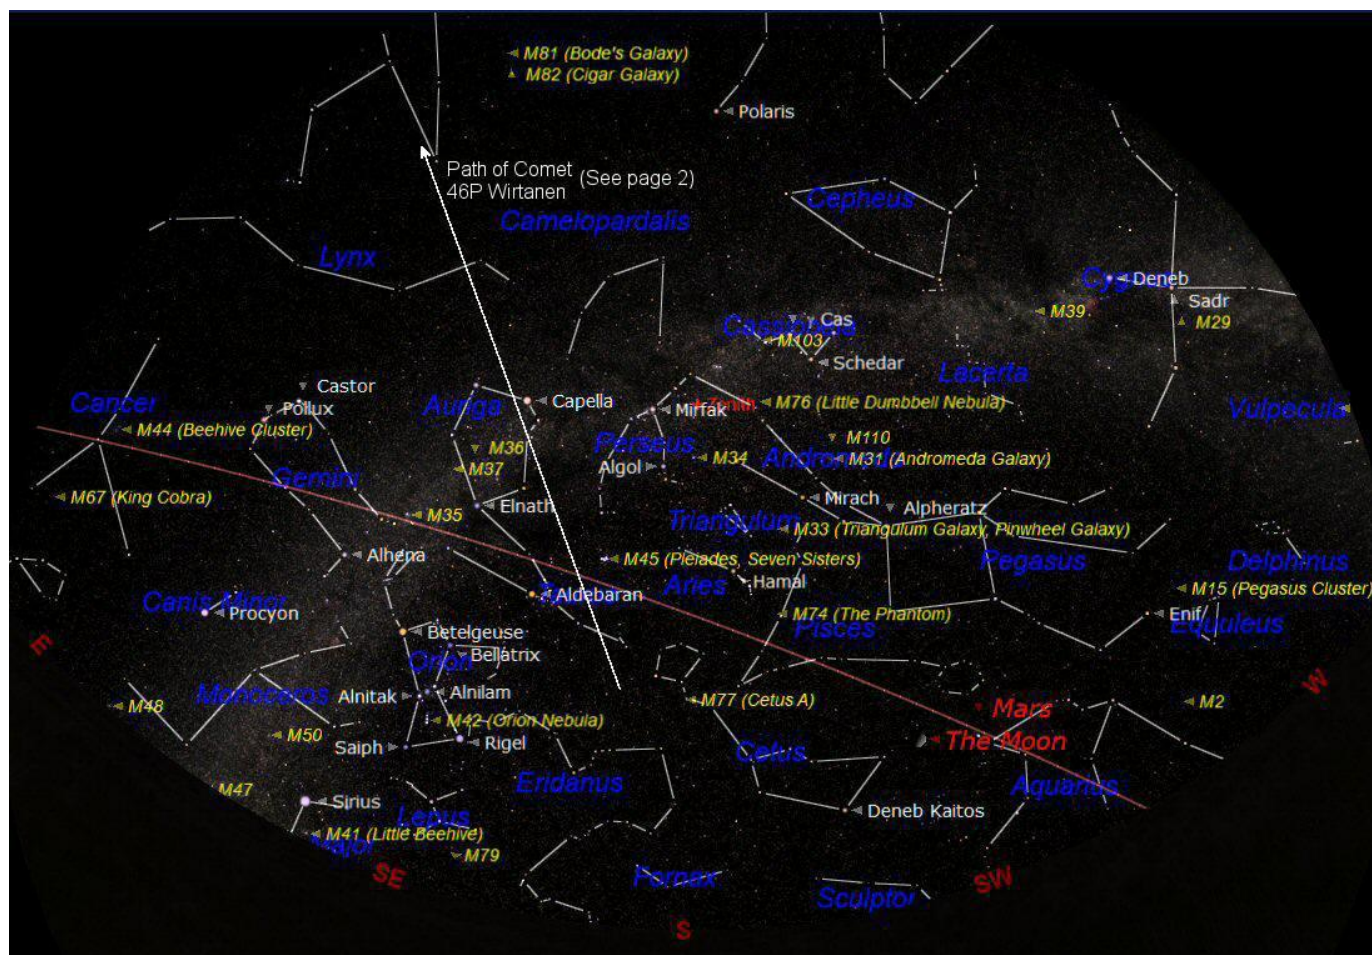 M81 (Bode's Galaxy)
M82 (Cigar Galaxy)
Polaris
Path of Comet
46P Wirtanen
(See page 2)
Cepheus
Camelopardalis
Lynx
Cygnus
Deneb
Sadr
M39
M29
Cassiopeia
Cas
M103
Schedar
Lacerta
Castor
Cancer
Pollux
Auriga
Capella
Mirfak
Zenith
M76 (Little Dumbbell Nebula)
Vulpecula
M44 (Beehive Cluster)
Perseus
M36
M110
Algol
M34
Andromeda
M31 (Andromeda Galaxy)
M37
Gemini
M67 (King Cobra)
Elnath
Mirach
Alpheratz
M35
Triangulum
M33 (Triangulum Galaxy, Pinwheel Galaxy)
Alhena
M45 (Pleiades, Seven Sisters)
Pegasus
Delphinus
Aries
Hamal
M15 (Pegasus Cluster)
Canis Minor
Procyon
Aldebaran
M74 (The Phantom)
Pisces
Enif
Equuleus
E
Betelgeuse
Bellatrix
Orion
W
Monoceros
Alnitak
Alnilam
M77 (Cetus A)
M2
M48
Mars
M42 (Orion Nebula)
M50
Saiph
Rigel
The Moon
Cetus
Eridanus
Aquarius
M47
Sirius
Lepus
Deneb Kaitos
M41 (Little Beehive)
Major
M79
SE
Fornax
SW
Sculptor
S